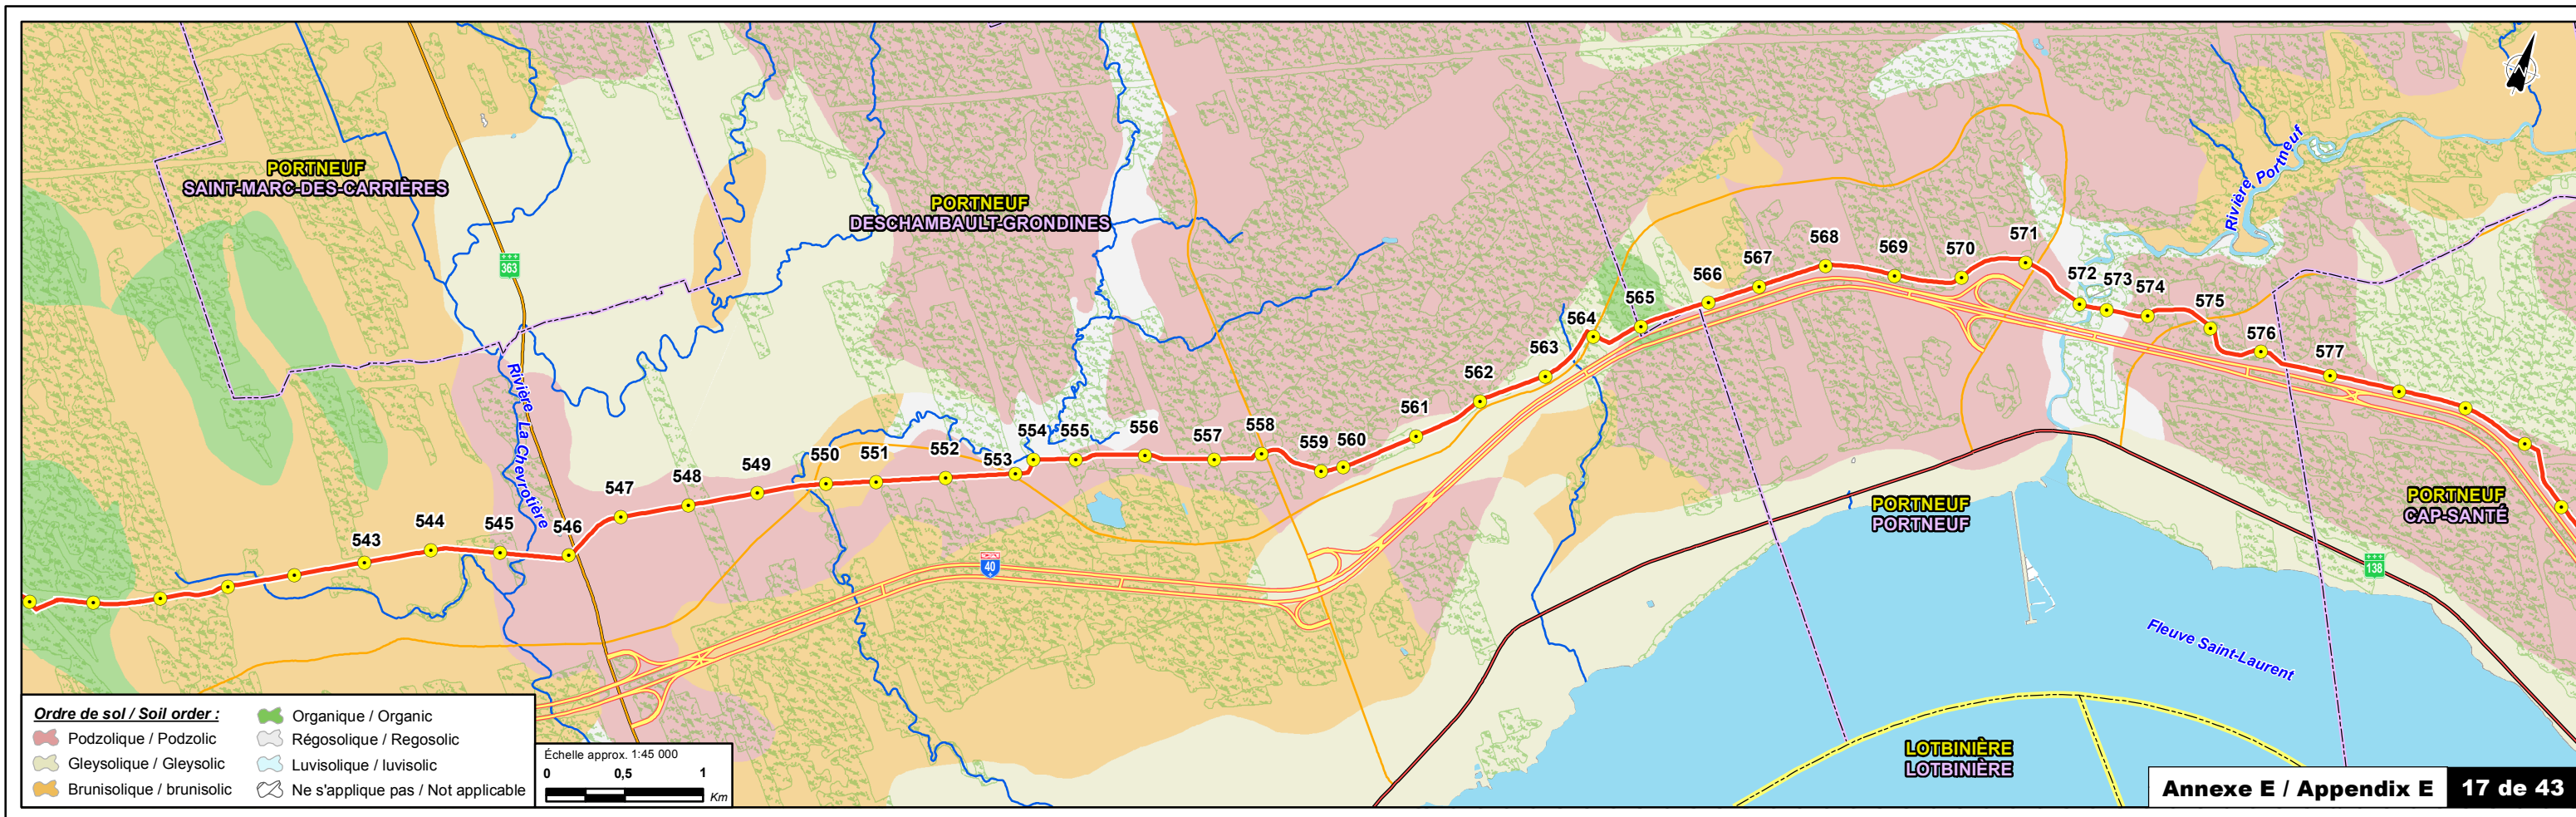 PORTNEUF
SAINT-MARC-DES-CARRIÈRES
363
PORTNEUF
DESCHAMBAULT-GRONDINES
Rivière Portneuf
Rivière La Chevrotière
543
544
545
546
547
548
549
550
551
552
553
554
555
556
557
558
559
560
561
562
563
564
565
566
567
568
569
570
571
572
573
574
575
576
577
40
PORTNEUF
PORTNEUF
PORTNEUF
CAP-SANTÉ
138
Fleuve Saint-Laurent
LOTBINIÈRE
LOTBINIÈRE
Ordre de sol / Soil order :
Podzolique / Podzolic
Gleysolique / Gleysolic
Brunisolique / brunisolic
Organique / Organic
Régosolique / Regosolic
Luvisolique / luvisolic
Ne s'applique pas / Not applicable
Échelle approx. 1:45 000
0 0,5 1
Km
Annexe E / Appendix E 17 de 43